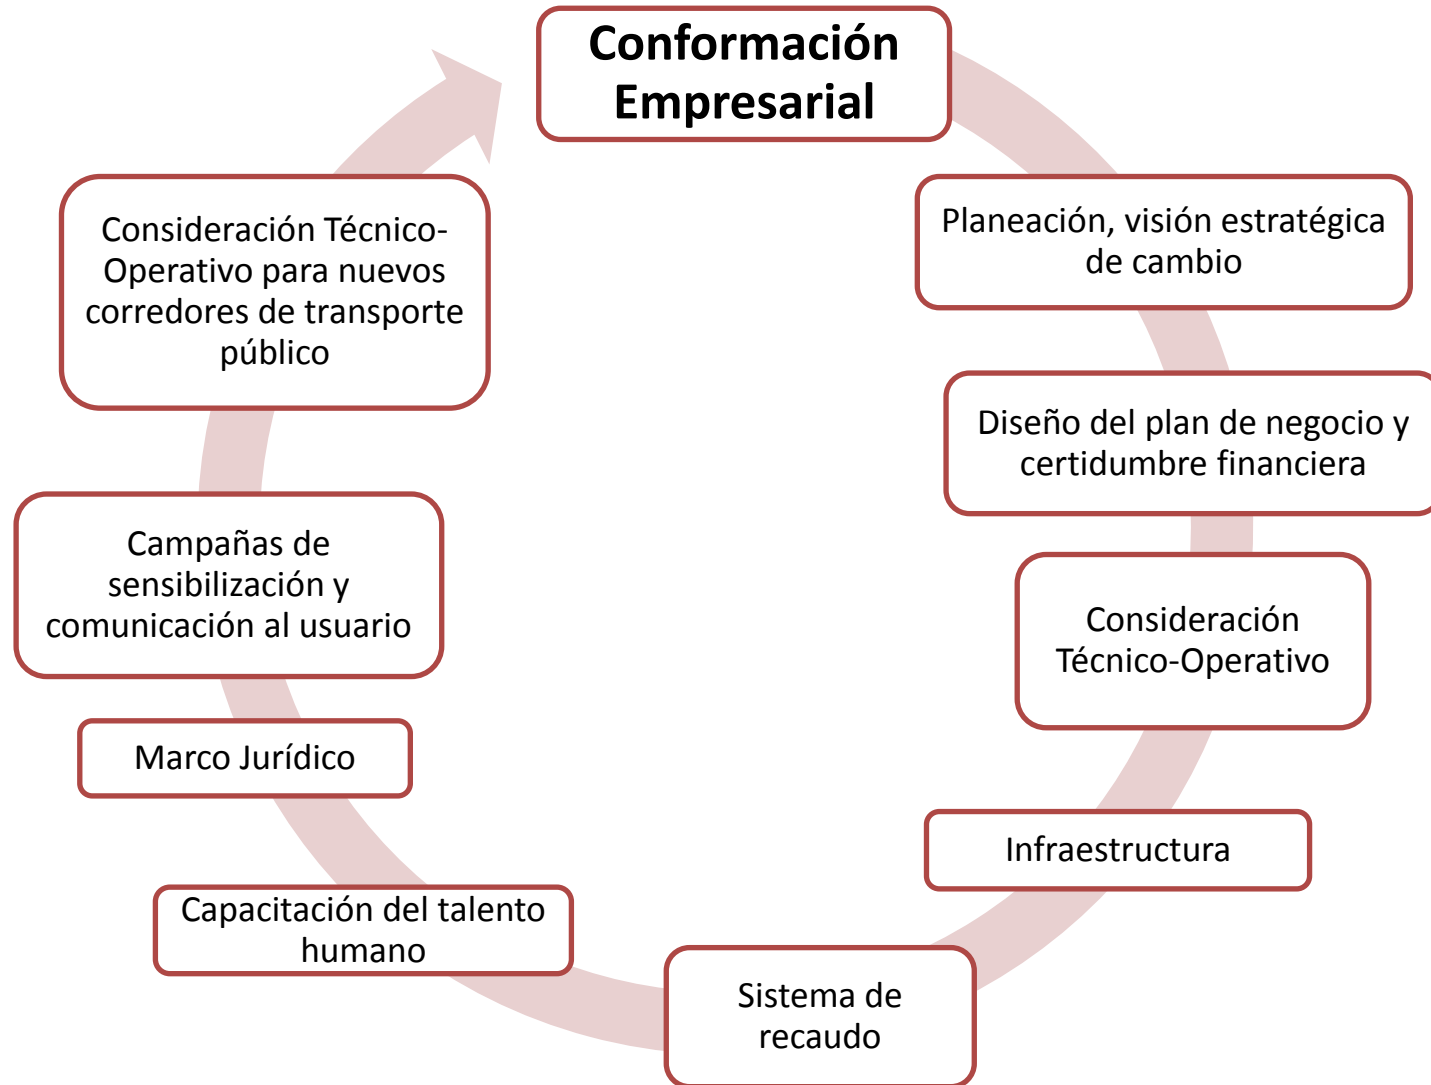 Conformación
Empresarial
Planeación, visión estratégica
de cambio
Diseño del plan de negocio y
certidumbre financiera
Consideración
Técnico-Operativo
Infraestructura
Sistema de
recaudo
Capacitación del talento
humano
Marco Jurídico
Campañas de
sensibilización y
comunicación al usuario
Consideración Técnico-
Operativo para nuevos
corredores de transporte
público